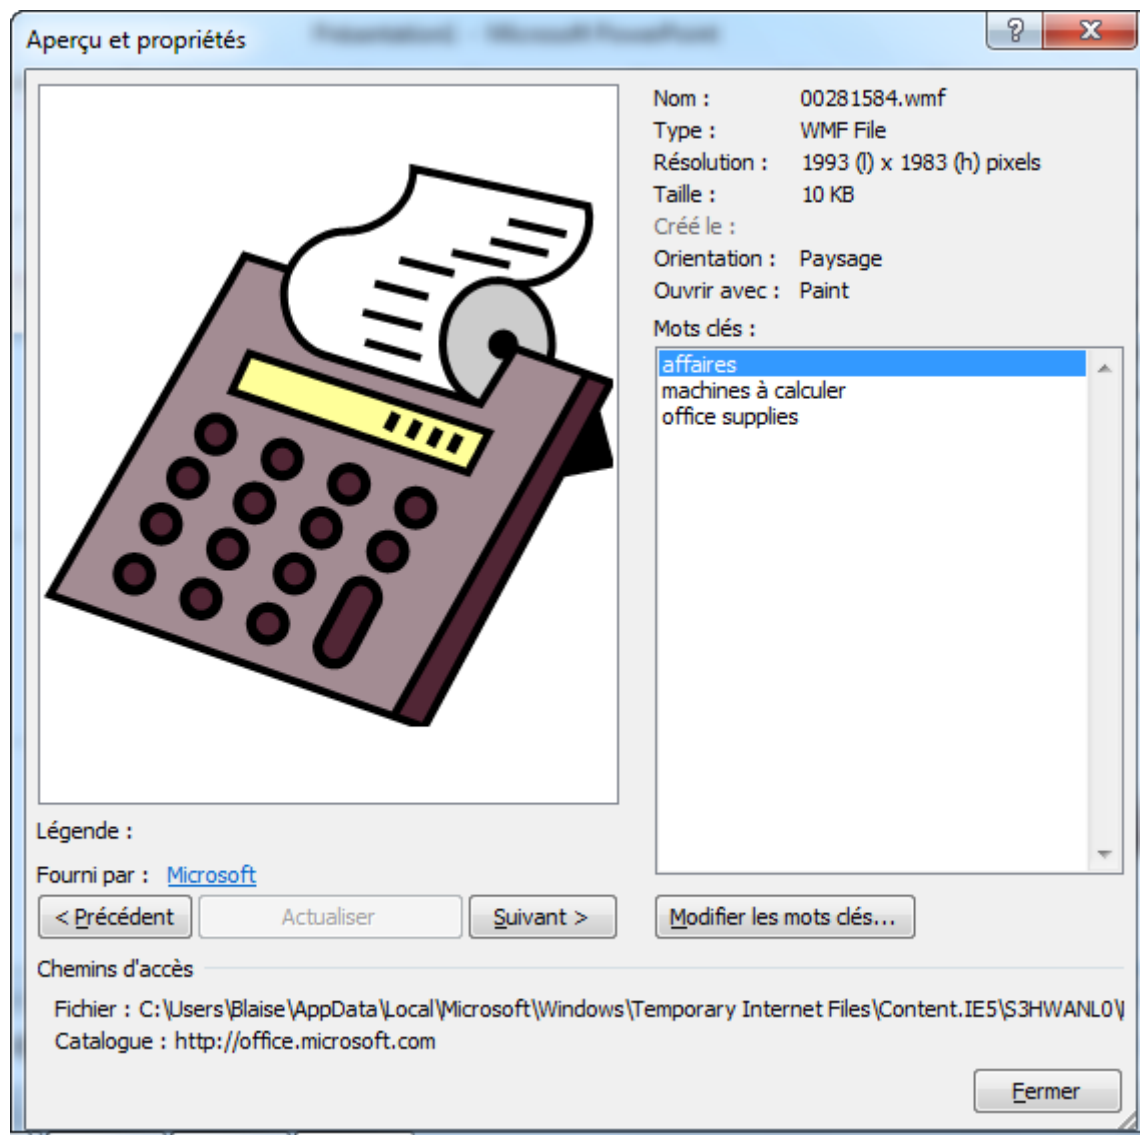 Aperçu et propriétés
Nom : 00281584.wmf
Type : WMF File
Résolution : 1993 (l) x 1983 (h) pixels
Taille : 10 KB
Créé le :
Orientation : Paysage
Ouvrir avec : Paint
Mots clés :
affaires
machines à calculer
office supplies
Légende :
Fourni par : Microsoft
< Précédent Actualiser Suivant > Modifier les mots clés...
Chemins d'accès
Fichier : C:\Users\Blaise\AppData\Local\Microsoft\Windows\Temporary Internet Files\Content.IE5\S3HWANL0\
Catalogue : http://office.microsoft.com
Fermer